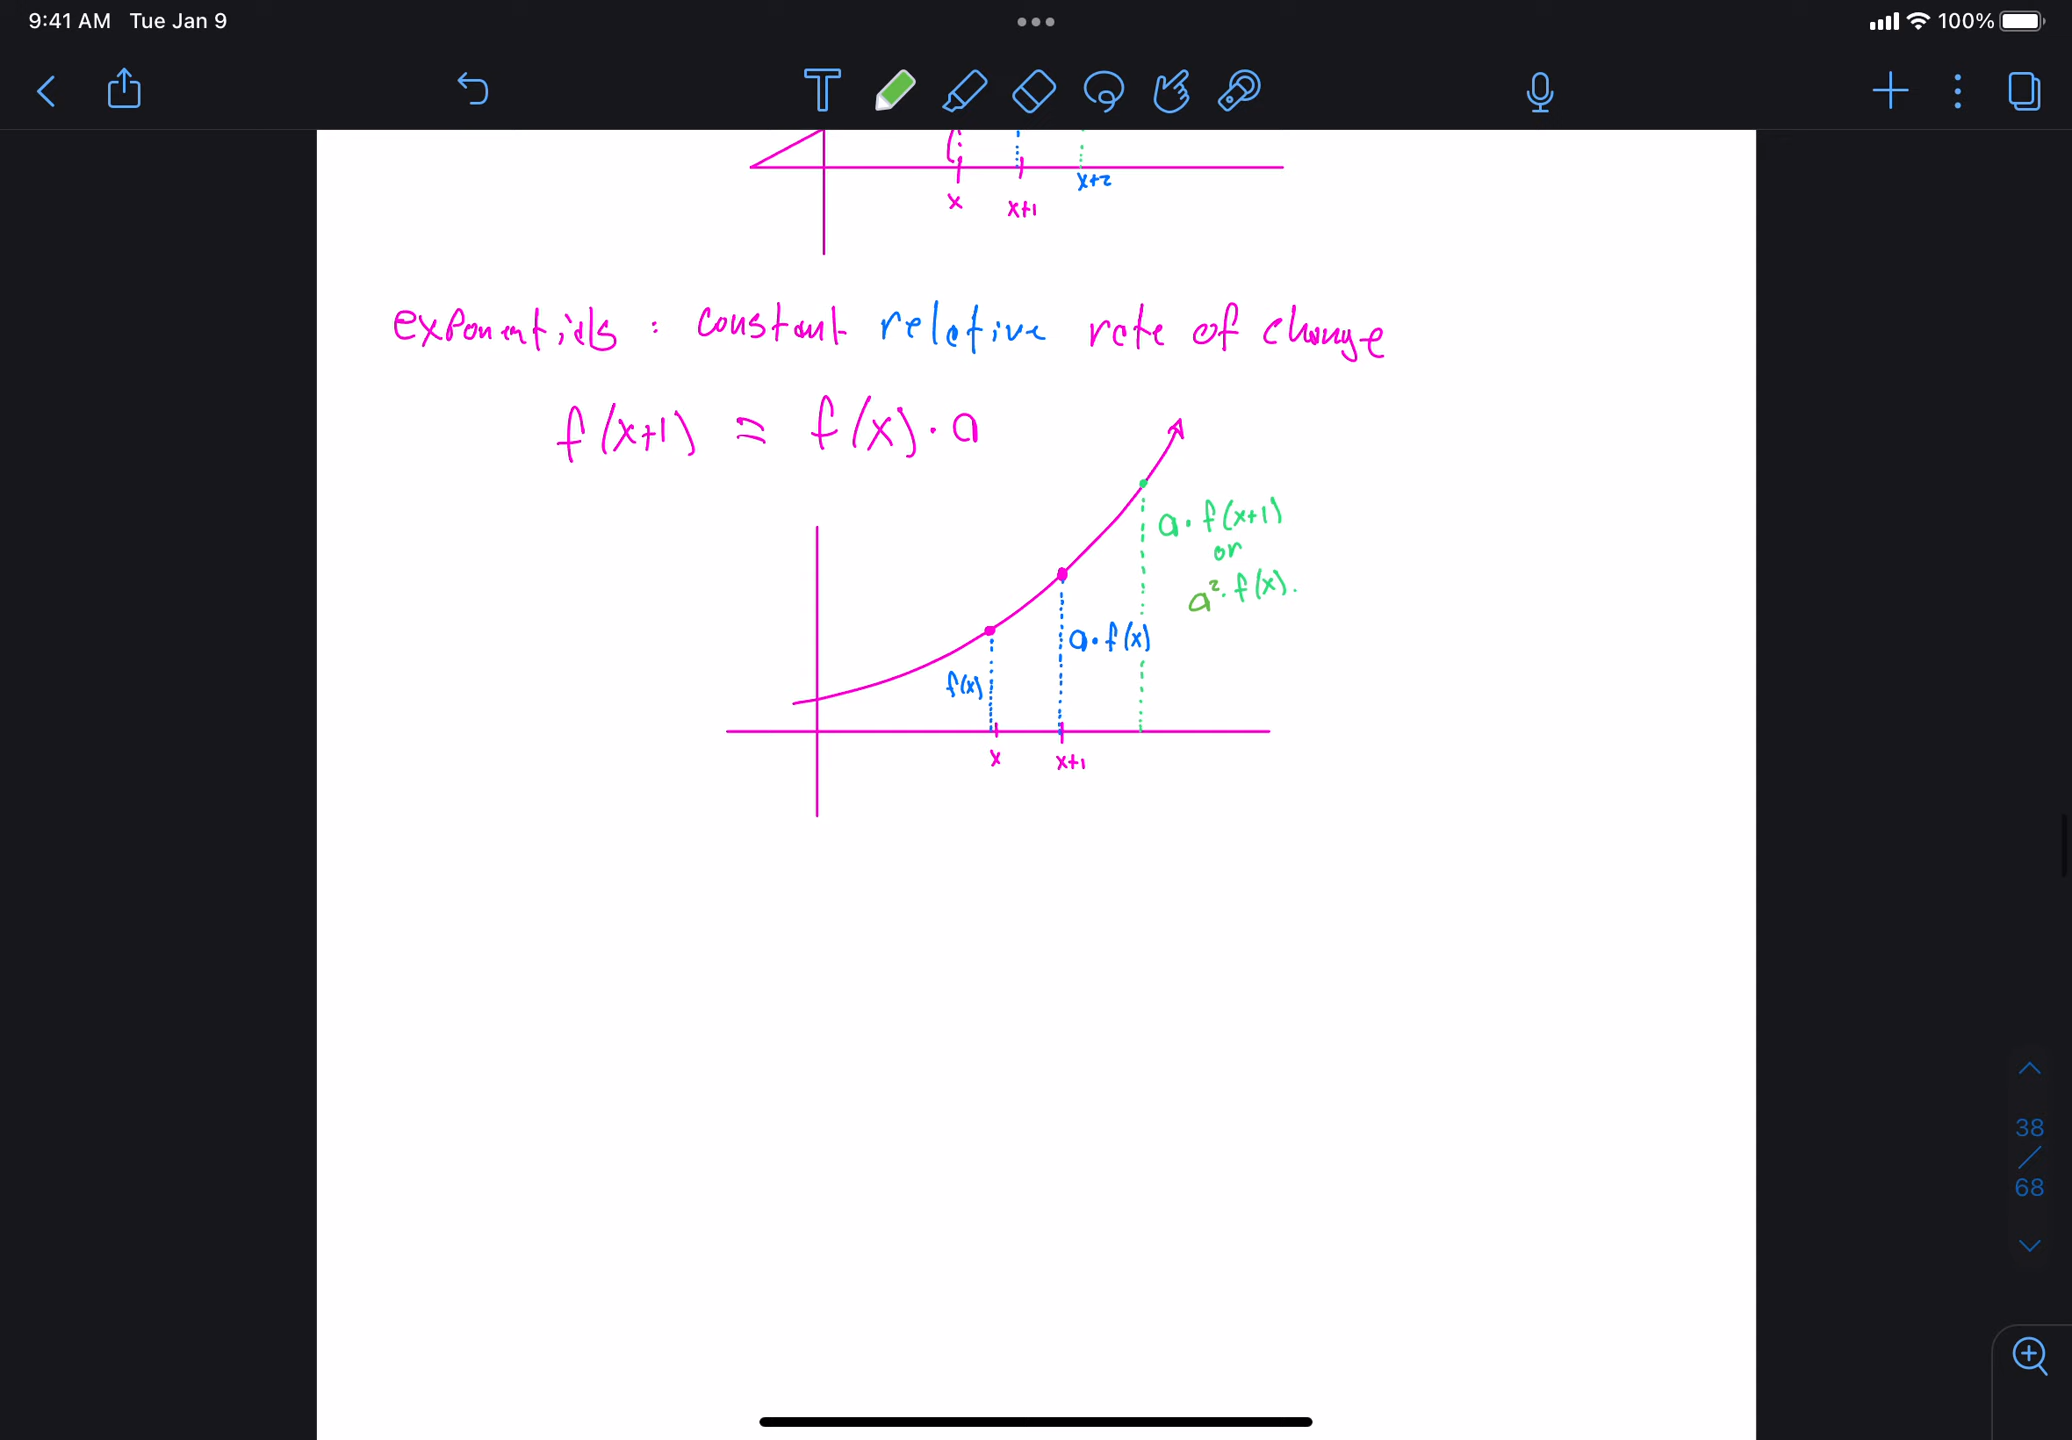 9:41 AM Tue Jan 9
100%
x
x+1
x+2
exponentials : constant relative rate of change
f(x+1) = f(x) · a
a · f(x+1)
or
a² · f(x).
a · f(x)
f(x)
x
x+1
38
/
68